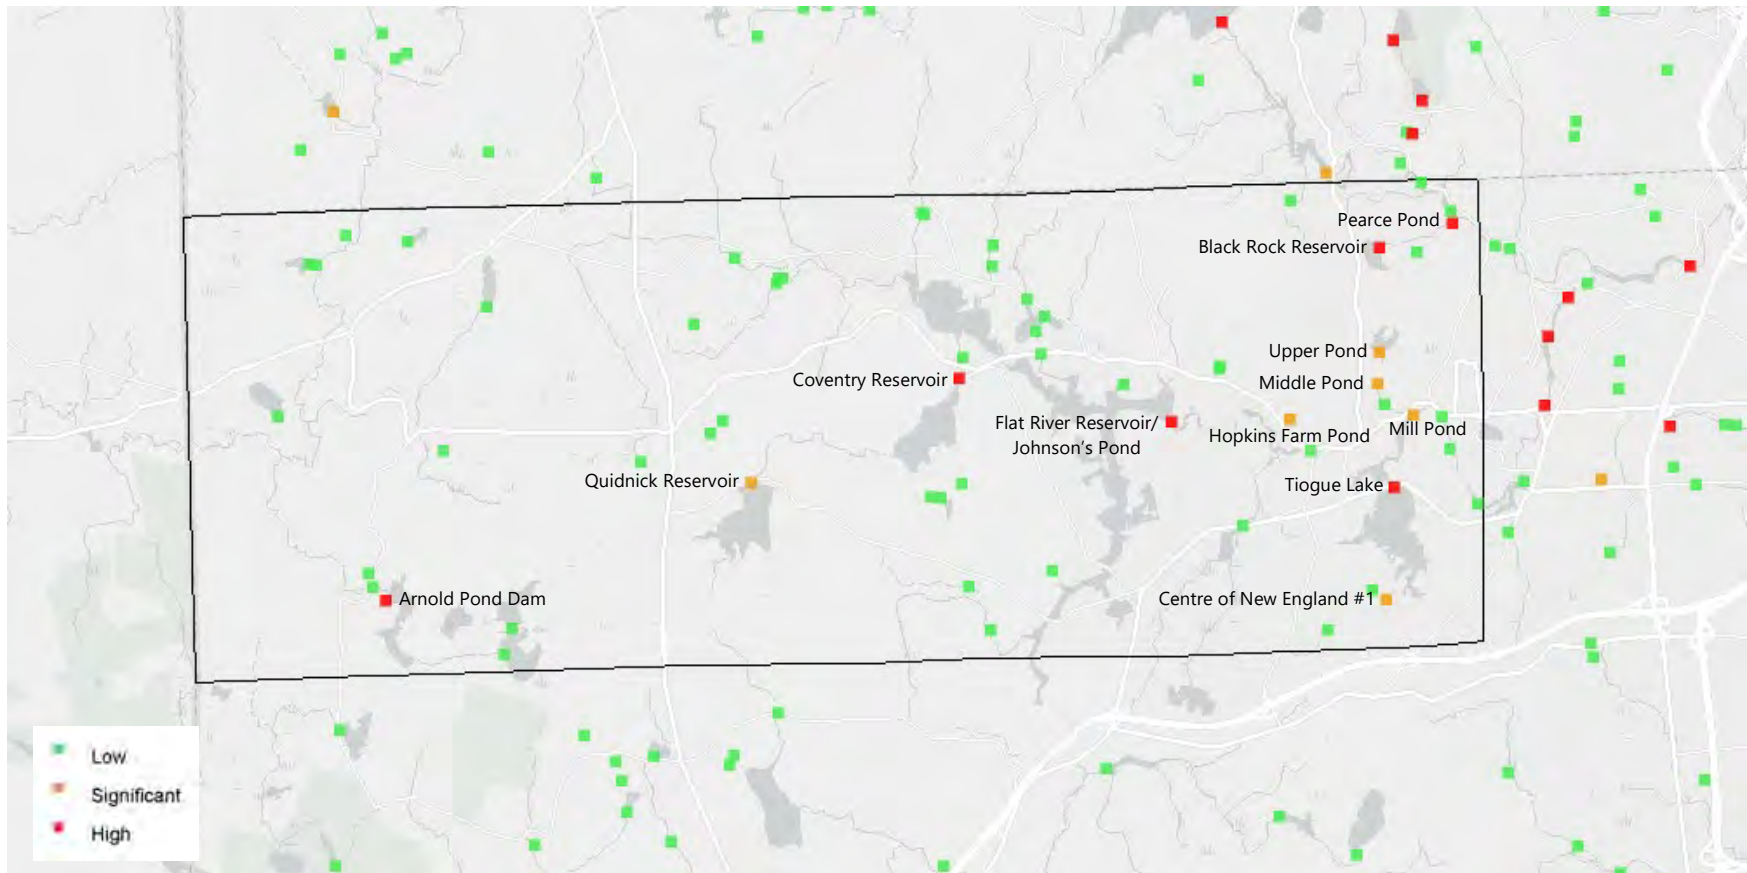 Pearce Pond
Black Rock Reservoir
Upper Pond
Coventry Reservoir
Middle Pond
Flat River Reservoir/
Johnson's Pond
Hopkins Farm Pond
Mill Pond
Quidnick Reservoir
Tiogue Lake
Arnold Pond Dam
Centre of New England #1
Low
Significant
High